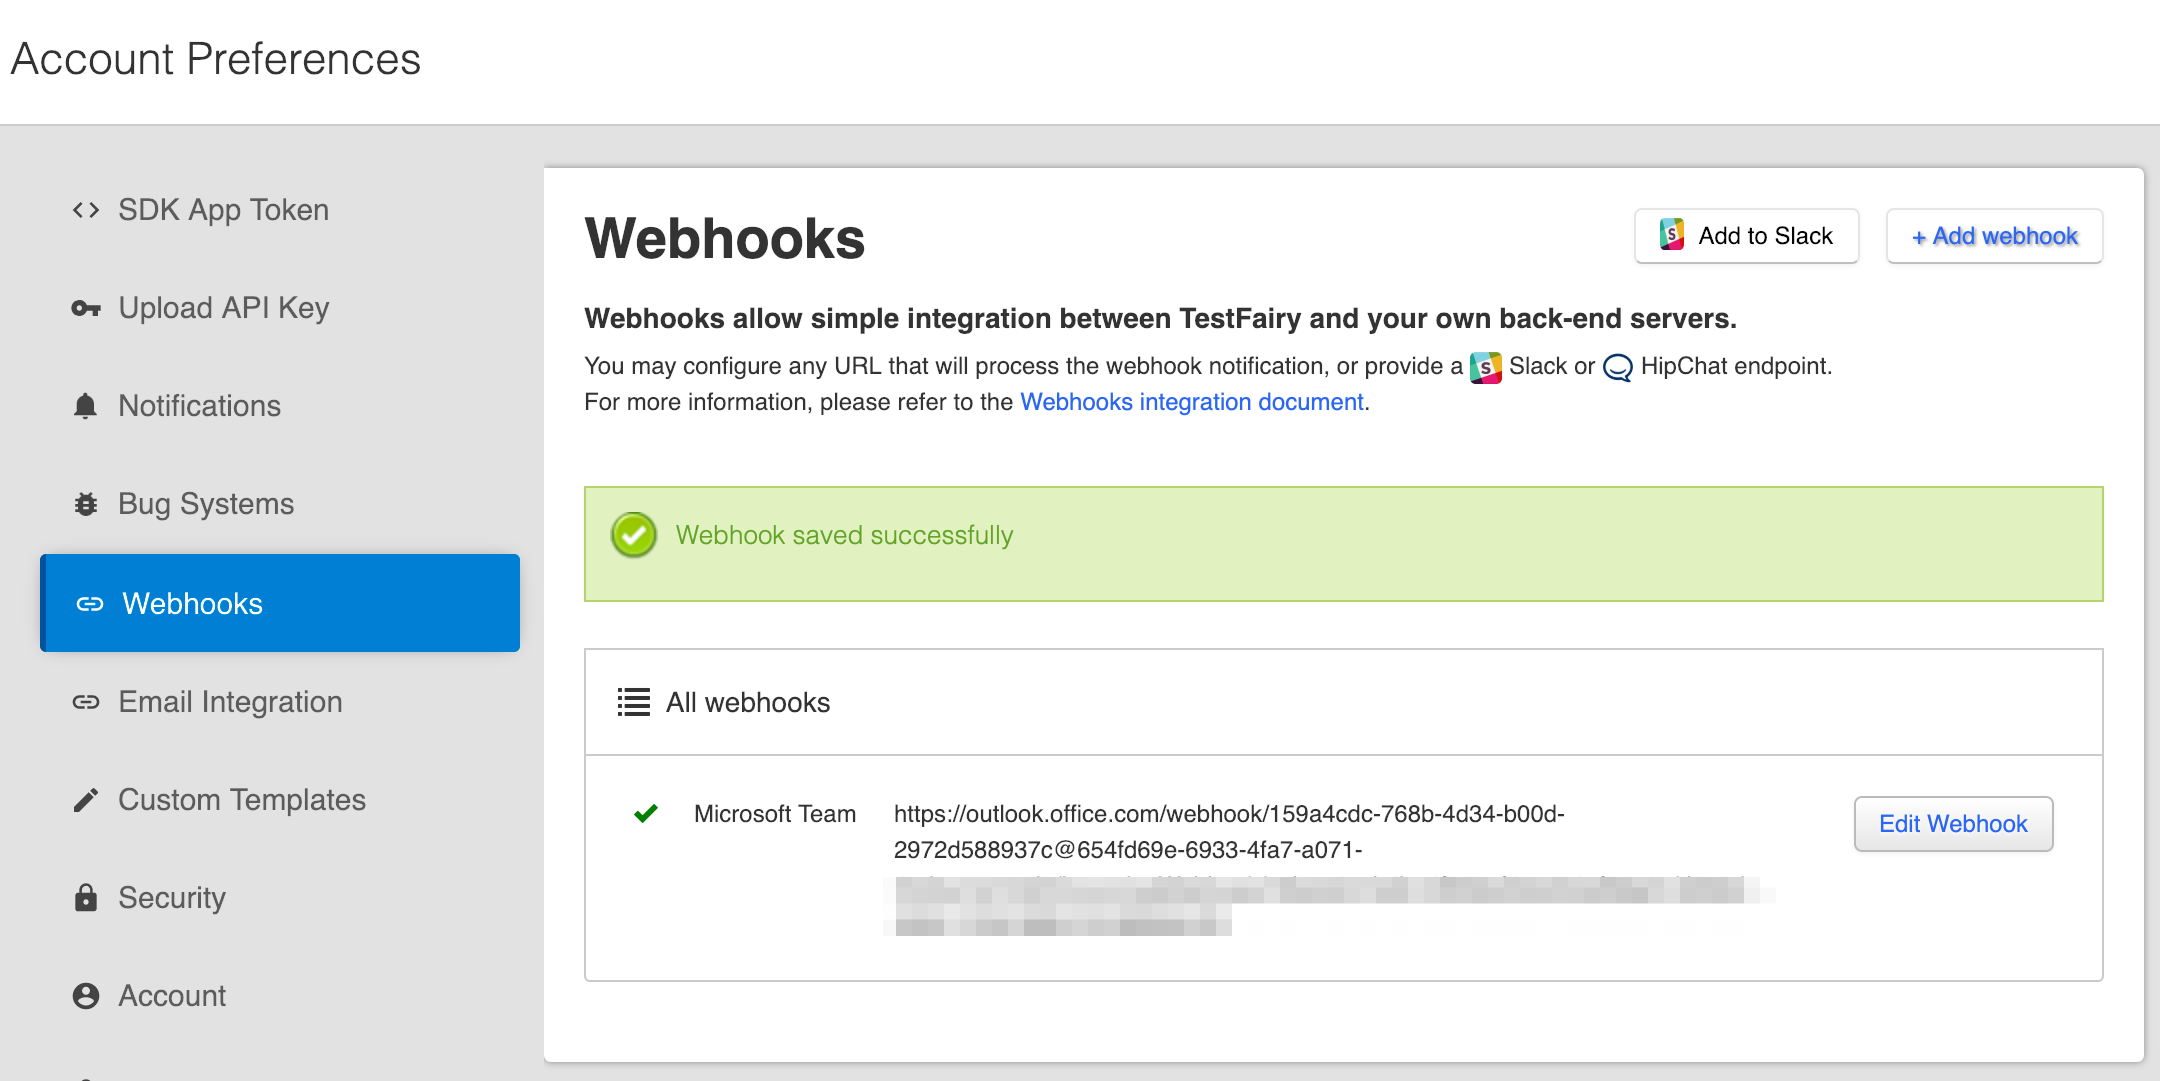 Account Preferences
SDK App Token
Upload API Key
Notifications
Bug Systems
Webhooks
Email Integration
Custom Templates
Security
Account
Webhooks
Add to Slack
+ Add webhook
Webhooks allow simple integration between TestFairy and your own back-end servers.
You may configure any URL that will process the webhook notification, or provide a Slack or HipChat endpoint.
For more information, please refer to the Webhooks integration document.
Webhook saved successfully
All webhooks
Microsoft Team
https://outlook.office.com/webhook/159a4cdc-768b-4d34-b00d-
2972d588937c@654fd69e-6933-4fa7-a071-
Edit Webhook